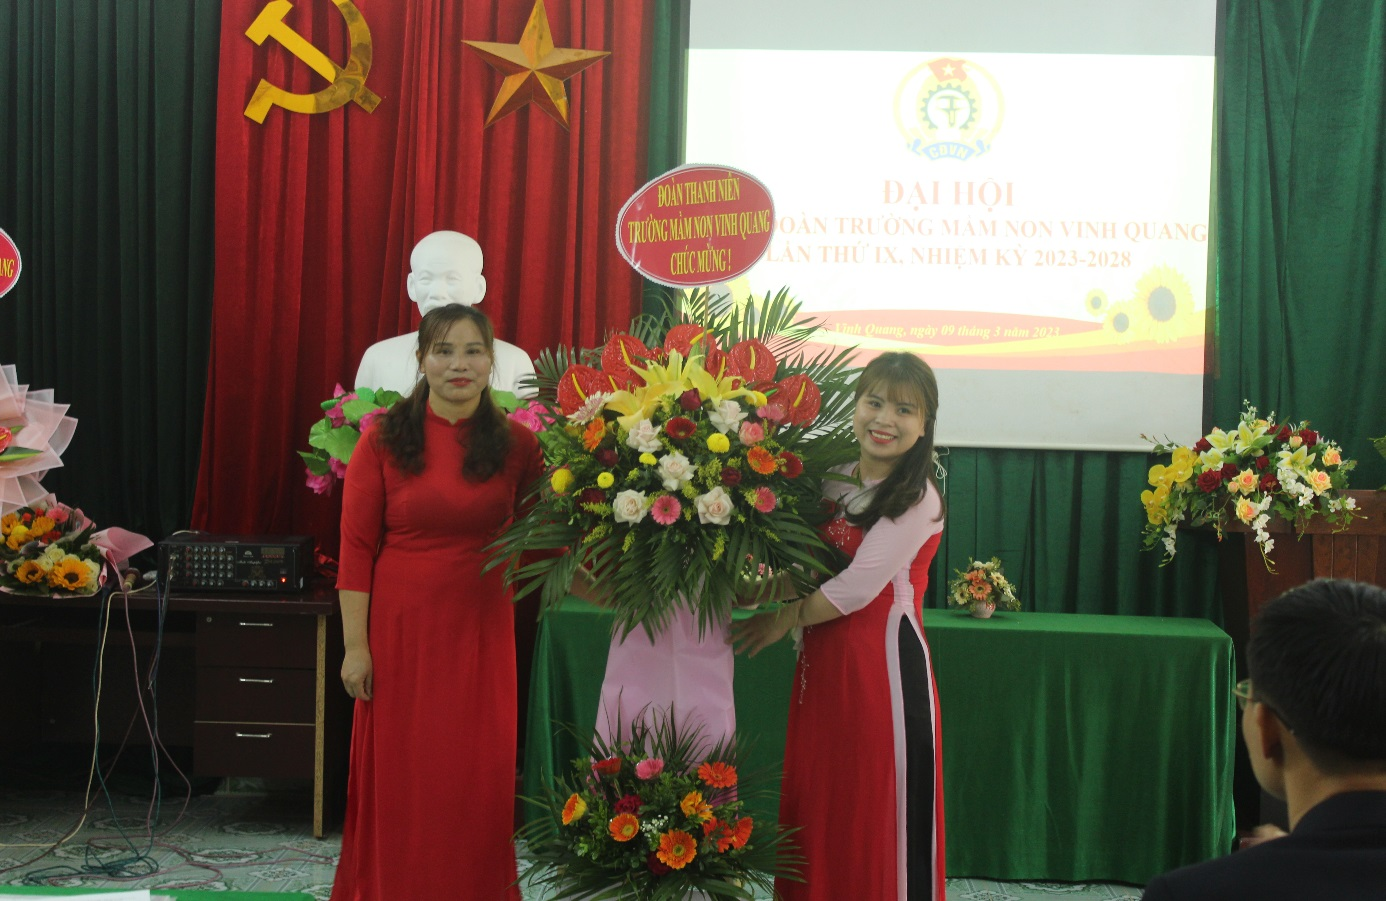 ĐOÀN THANH NIÊN
TRƯỜNG MẦM NON VINH QUANG
CHÚC MỪNG !
CĐVN
ĐẠI HỘI
ĐOÀN TRƯỜNG MẦM NON VINH QUANG
LẦN THỨ IX, NHIỆM KỲ 2023-2028
Vinh Quang, ngày 09 tháng 3 năm 2023